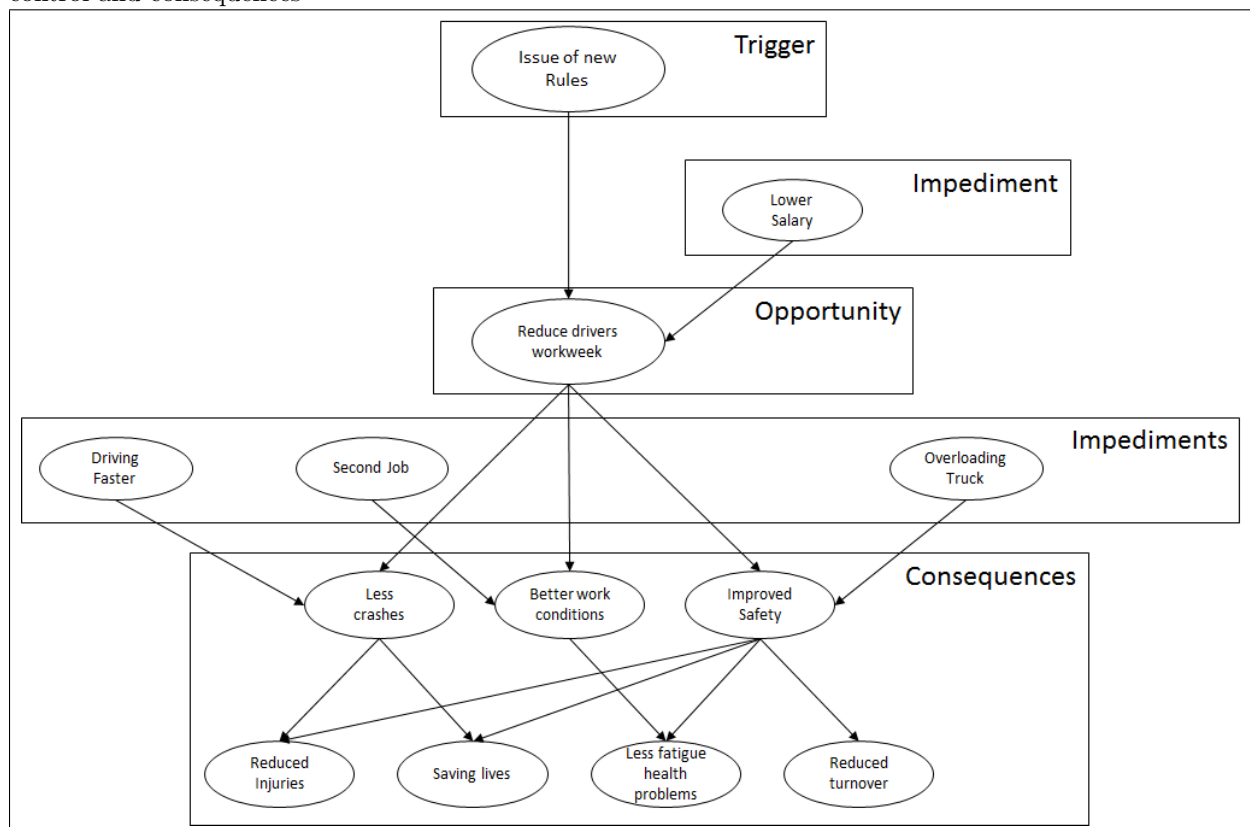 control and consequences
Trigger
Issue of new
Rules
Impediment
Lower
Salary
Opportunity
Reduce drivers
workweek
Impediments
Driving
Faster
Second Job
Overloading
Truck
Consequences
Less
crashes
Better work
conditions
Improved
Safety
Reduced
Injuries
Saving lives
Less fatigue
health
problems
Reduced
turnover